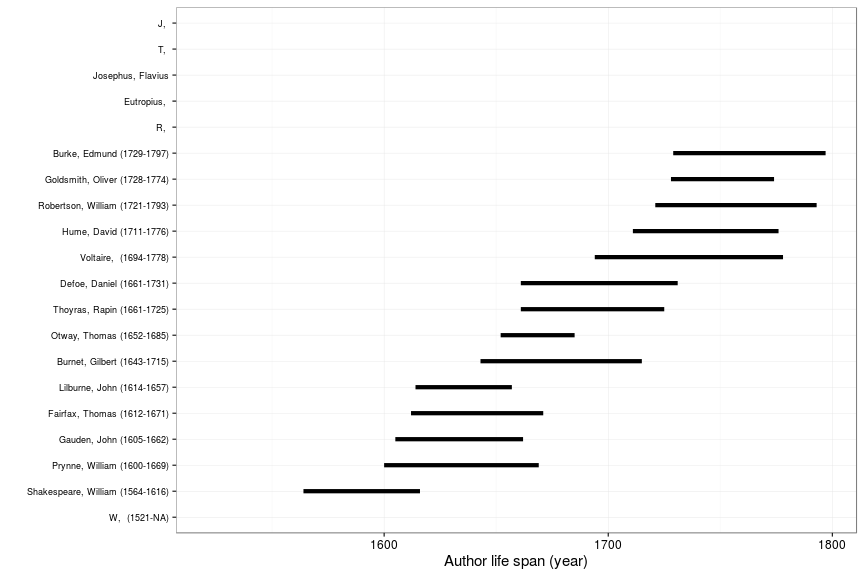 J,
T,
Josephus, Flavius
Eutropius,
R,
Burke, Edmund (1729-1797)
Goldsmith, Oliver (1728-1774)
Robertson, William (1721-1793)
Hume, David (1711-1776)
Voltaire,  (1694-1778)
Defoe, Daniel (1661-1731)
Thoyras, Rapin (1661-1725)
Otway, Thomas (1652-1685)
Burnet, Gilbert (1643-1715)
Lilburne, John (1614-1657)
Fairfax, Thomas (1612-1671)
Gauden, John (1605-1662)
Prynne, William (1600-1669)
Shakespeare, William (1564-1616)
W,  (1521-NA)
1600 1700 1800
Author life span (year)